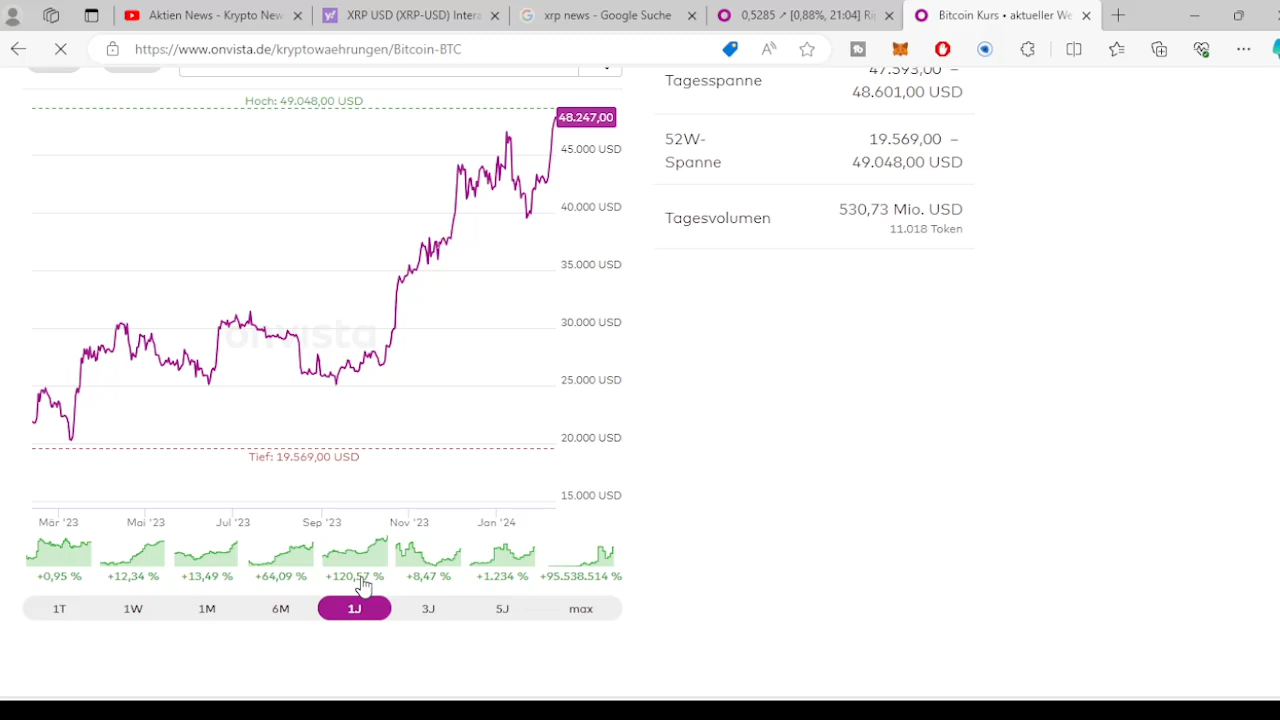 Aktien News - Krypto New
XRP USD (XRP-USD) Intera
xrp news - Google Suche
0,5285 ↗ [0,88%, 21:04] Ri
Bitcoin Kurs • aktueller We
https://www.onvista.de/kryptowaehrungen/Bitcoin-BTC
Hoch: 49.048,00 USD
48.247,00
45.000 USD
40.000 USD
35.000 USD
30.000 USD
25.000 USD
20.000 USD
15.000 USD
onvista
Tief: 19.569,00 USD
Mär '23
Mai '23
Jul '23
Sep '23
Nov '23
Jan '24
+0,95 %
+12,34 %
+13,49 %
+64,09 %
+120,57 %
+8,47 %
+1.234 %
+95.538.514 %
1T
1W
1M
6M
1J
3J
5J
max
Tagesspanne
47.593,00 –
48.601,00 USD
52W-
Spanne
19.569,00 –
49.048,00 USD
Tagesvolumen
530,73 Mio. USD
11.018 Token